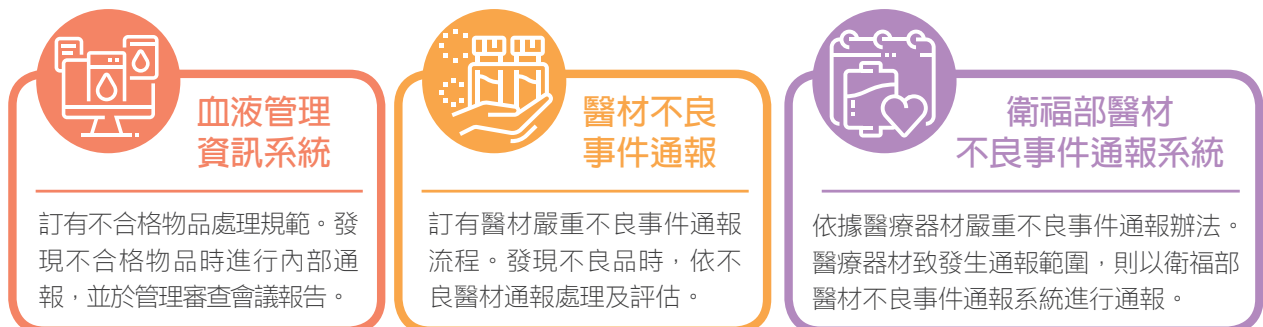 血液管理
資訊系統
訂有不合格物品處理規範。發
現不合格物品時進行內部通
報，並於管理審查會議報告。
醫材不良
事件通報
訂有醫材嚴重不良事件通報
流程。發現不良品時，依不
良醫材通報處理及評估。
衛福部醫材
不良事件通報系統
依據醫療器材嚴重不良事件通報辦法。
醫療器材致發生通報範圍，則以衛福部
醫材不良事件通報系統進行通報。